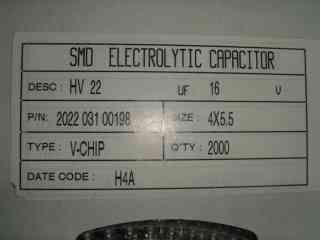 SMD ELECTROLYTIC CAPACITOR
DESC : HV 22 UF 16 V
P/N: 2022 031 00198 SIZE : 4X5.5
TYPE : V-CHIP Q'TY : 2000
DATE CODE : H4A